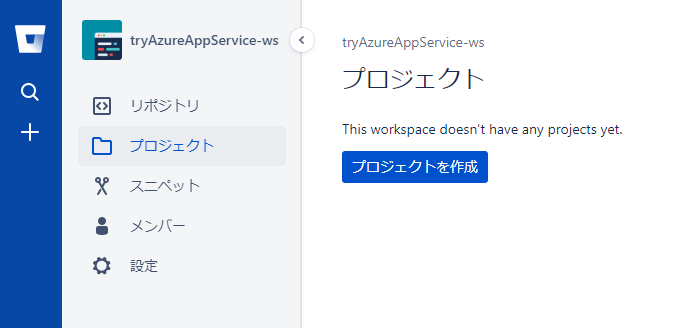 tryAzureAppService-ws
リポジトリ
プロジェクト
スニペット
メンバー
設定
tryAzureAppService-ws
プロジェクト
This workspace doesn't have any projects yet.
プロジェクトを作成